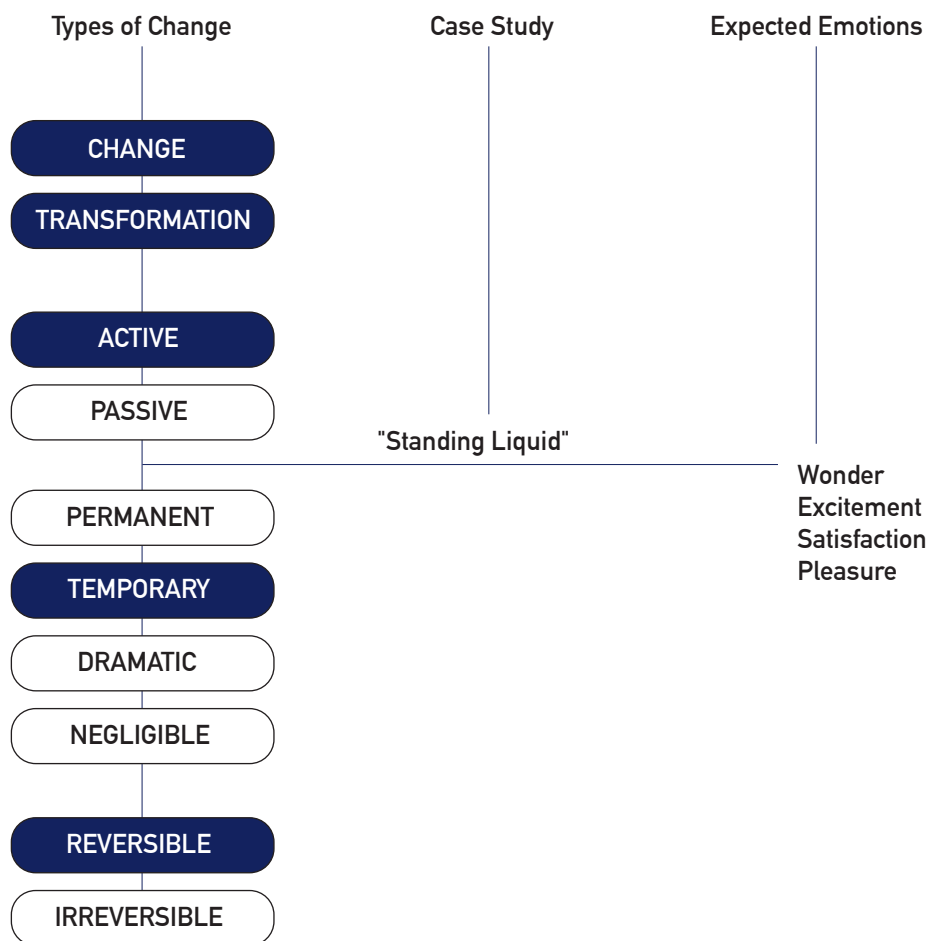 Types of Change
Case Study
Expected Emotions
CHANGE
TRANSFORMATION
ACTIVE
PASSIVE
"Standing Liquid"
Wonder
Excitement
Satisfaction
Pleasure
PERMANENT
TEMPORARY
DRAMATIC
NEGLIGIBLE
REVERSIBLE
IRREVERSIBLE